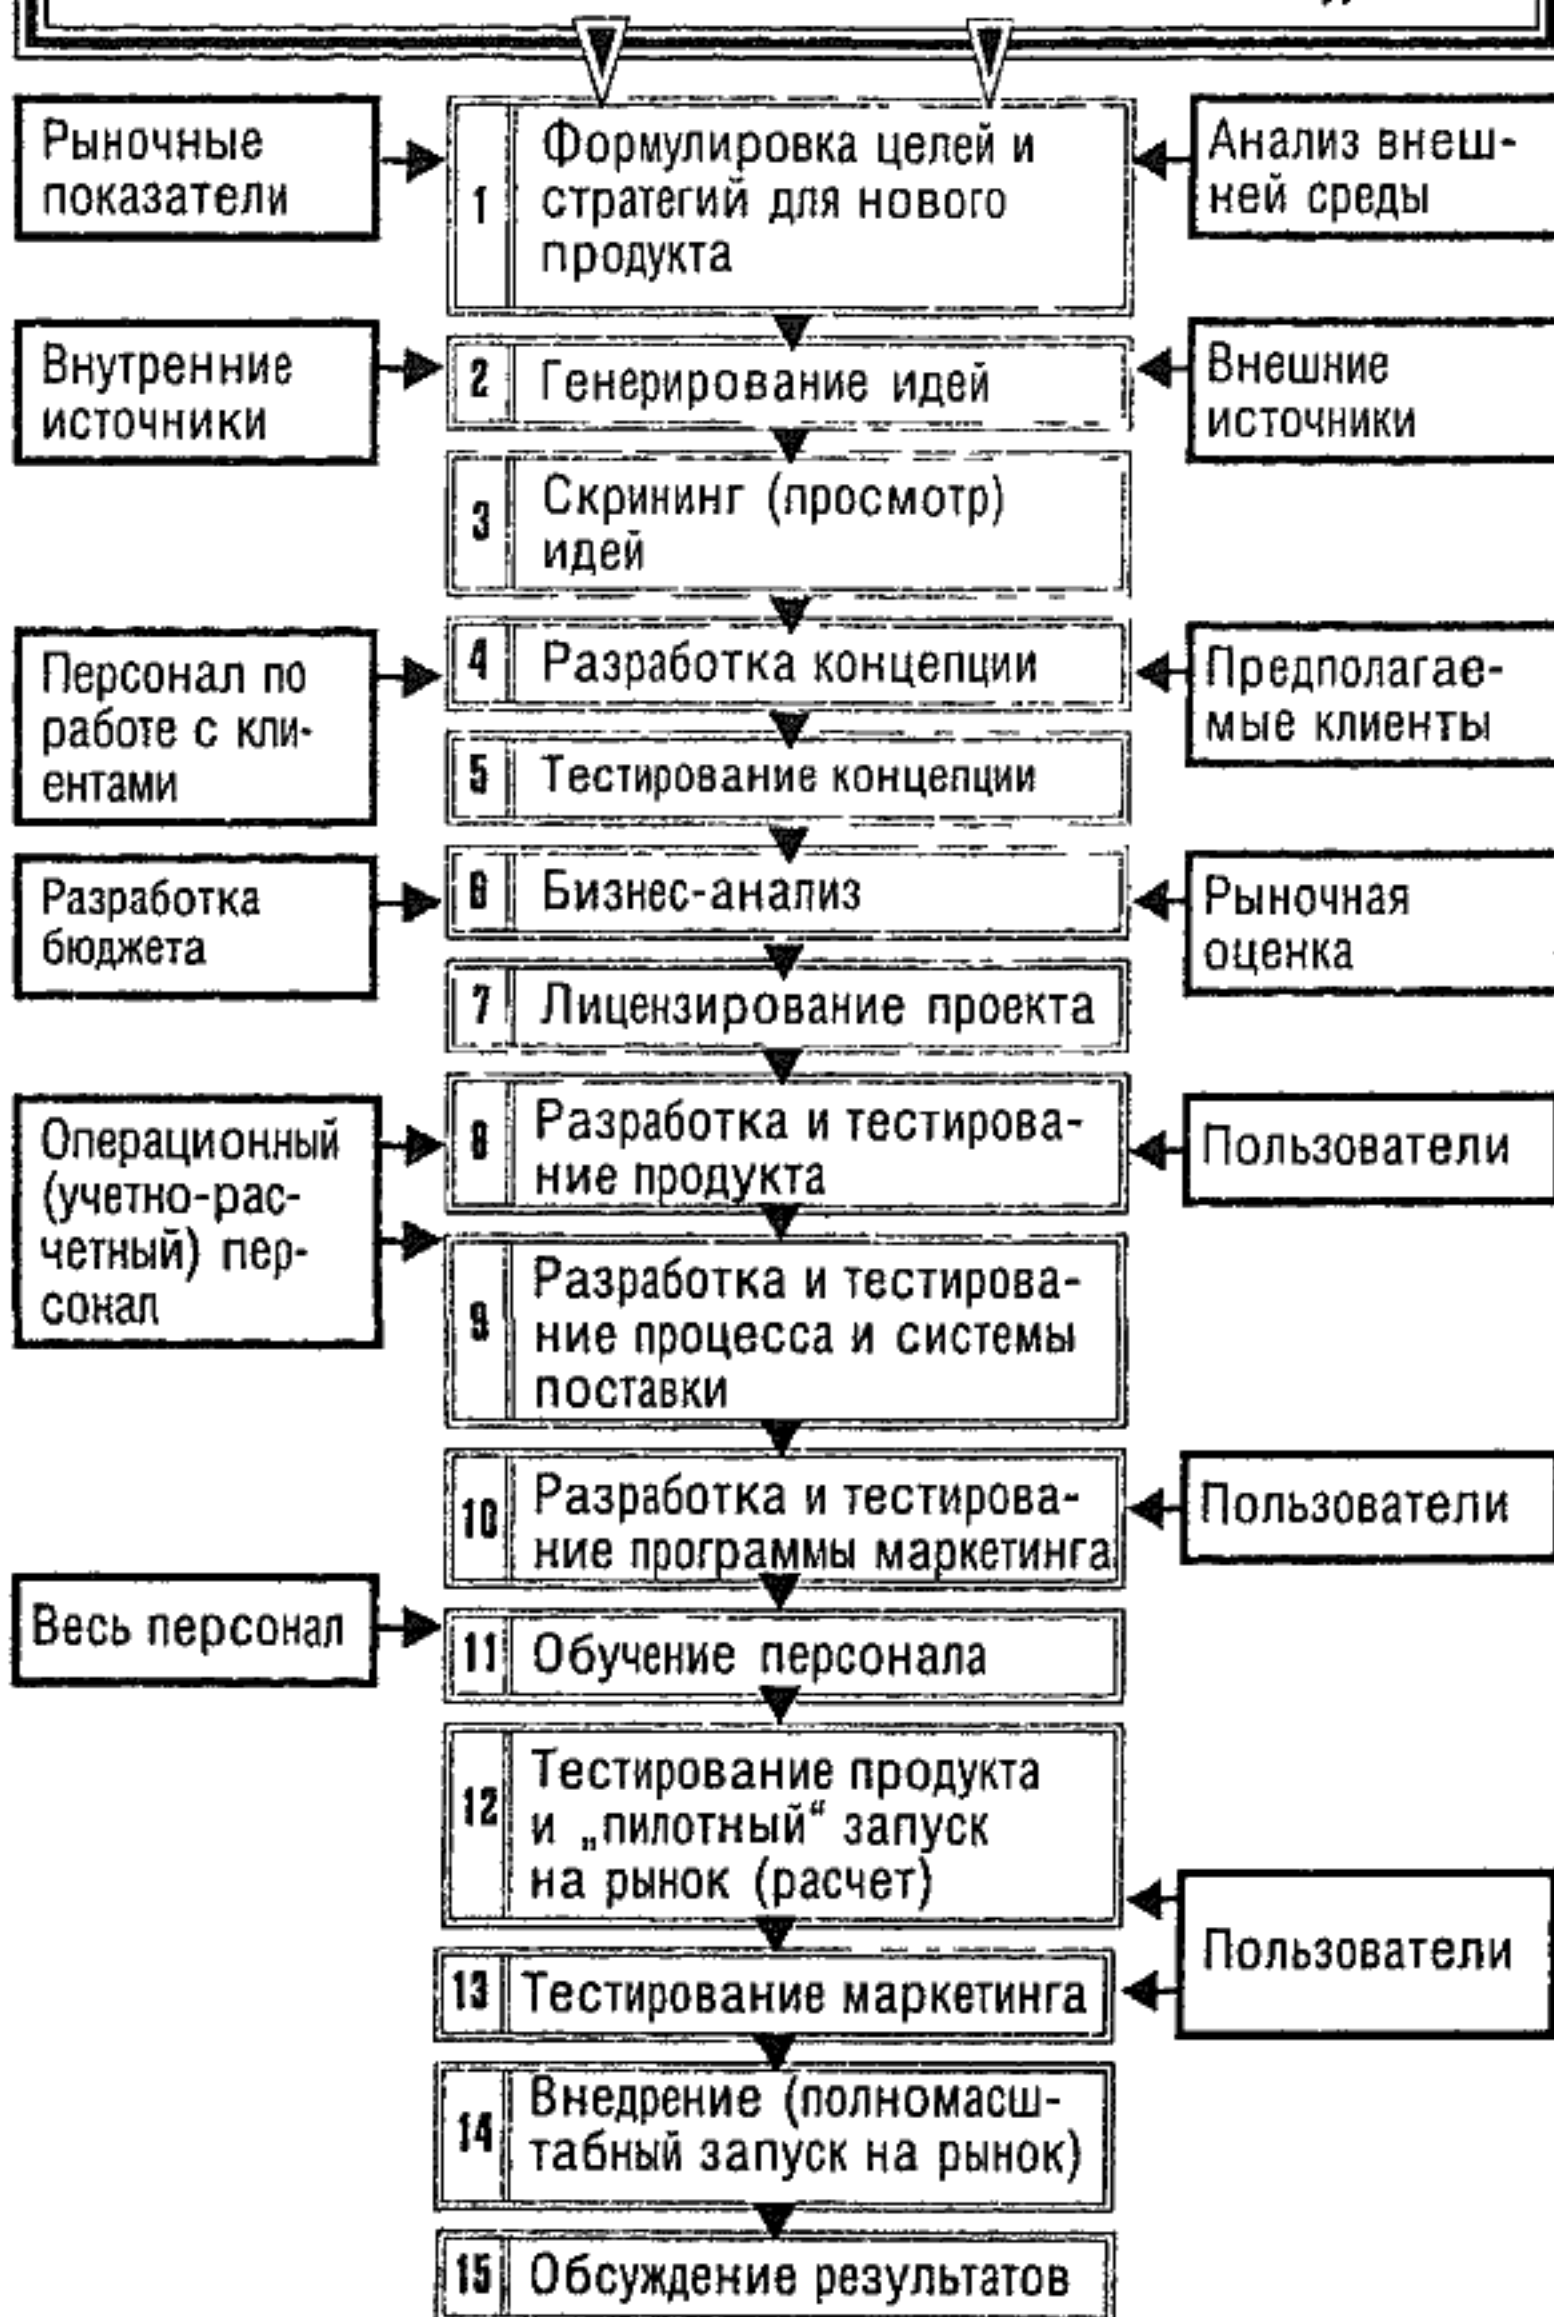 Рыночные
показатели
1
Формулировка целей и
стратегий для нового
продукта
Анализ внеш-
ней среды
Внутренние
источники
2
Генерирование идей
Внешние
источники
3
Скрининг (просмотр)
идей
Персонал по
работе с кли-
ентами
4
Разработка концепции
Предполагае-
мые клиенты
5
Тестирование концепции
Разработка
бюджета
6
Бизнес-анализ
Рыночная
оценка
7
Лицензирование проекта
Операционный
(учетно-рас-
четный) пер-
сонал
8
Разработка и тестирова-
ние продукта
Пользователи
9
Разработка и тестирова-
ние процесса и системы
поставки
10
Разработка и тестирова-
ние программы маркетинга
Пользователи
Весь персонал
11
Обучение персонала
12
Тестирование продукта
и „пилотный“ запуск
на рынок (расчет)
Пользователи
13
Тестирование маркетинга
14
Внедрение (полномасш-
табный запуск на рынок)
15
Обсуждение результатов